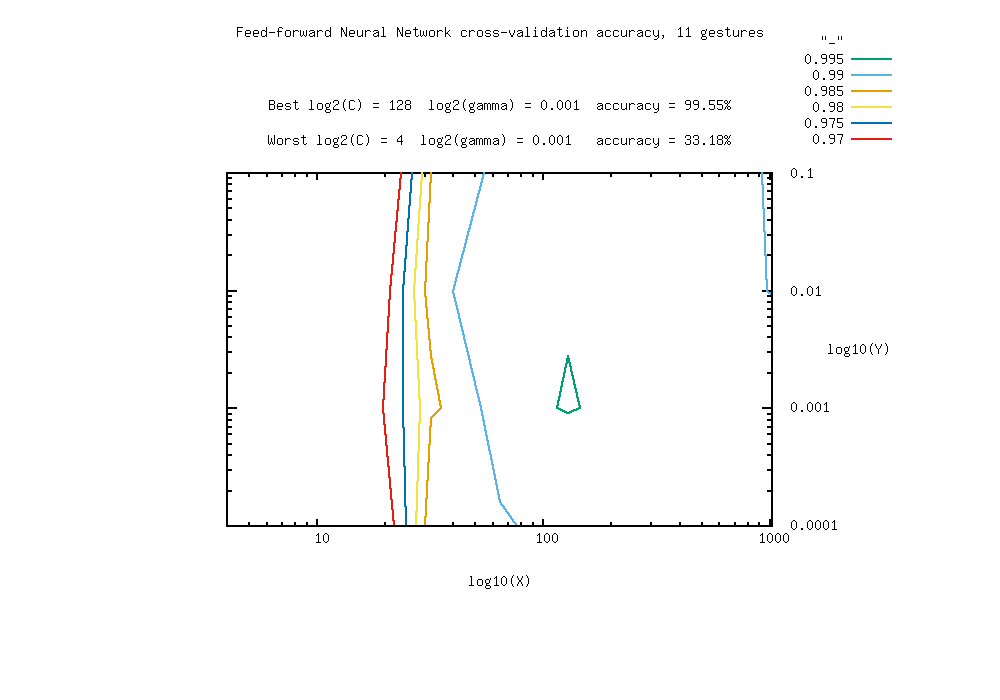 Feed-forward Neural Network cross-validation accuracy, 11 gestures
"_"
0.995
0.99
0.985
0.98
0.975
0.97
Best log2(C) = 128  log2(gamma) = 0.001  accuracy = 99.55%
Worst log2(C) = 4  log2(gamma) = 0.001   accuracy = 33.18%
0.1
0.01
log10(Y)
0.001
0.0001
10 100 1000
log10(X)